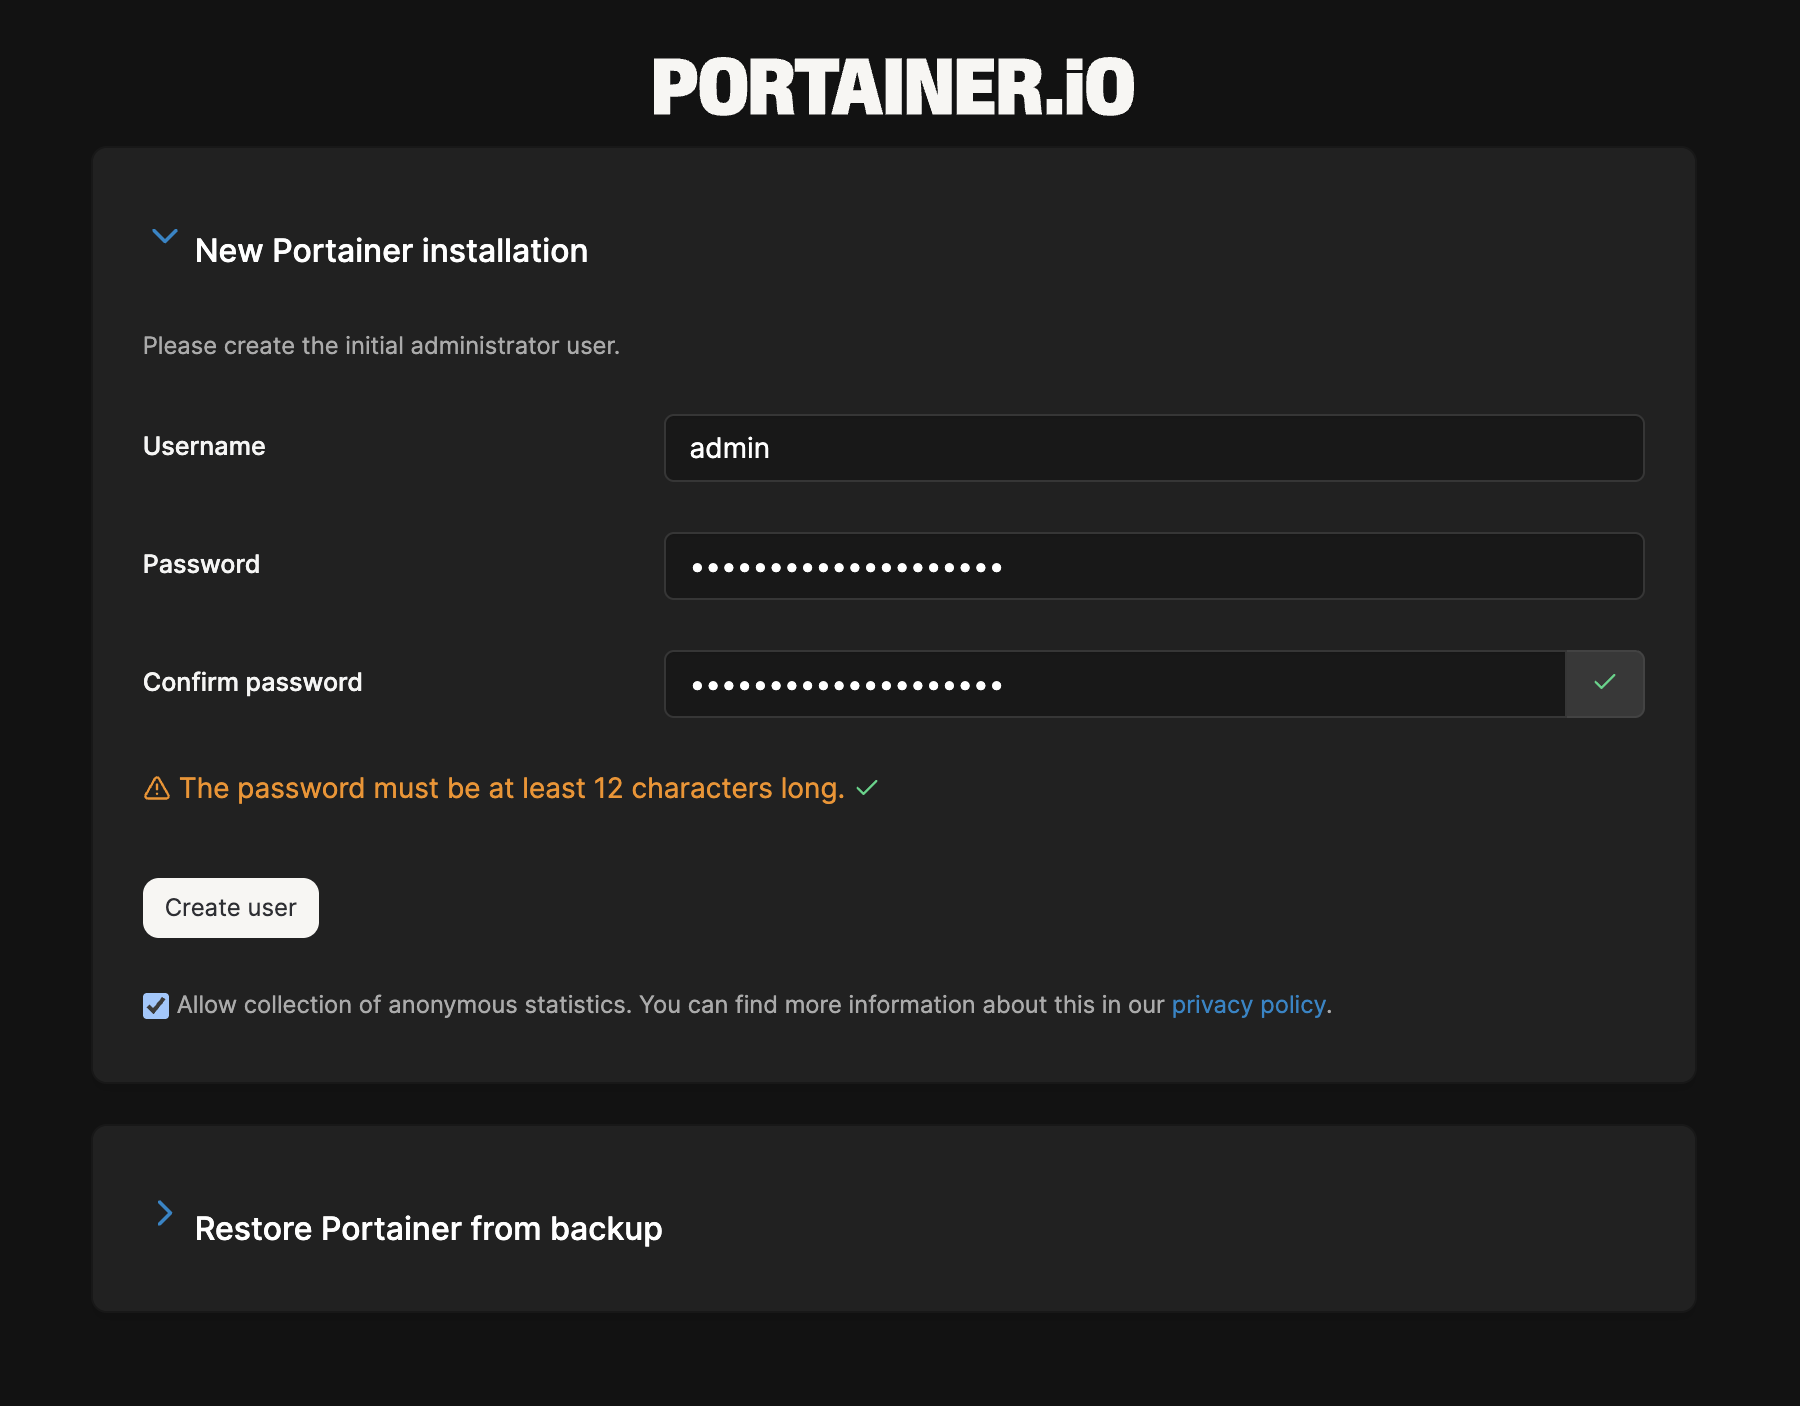 PORTAINER.iO
New Portainer installation
Please create the initial administrator user.
Username
admin
Password
••••••••••••••••••••
Confirm password
••••••••••••••••••••
The password must be at least 12 characters long.
Create user
Allow collection of anonymous statistics. You can find more information about this in our privacy policy.
Restore Portainer from backup